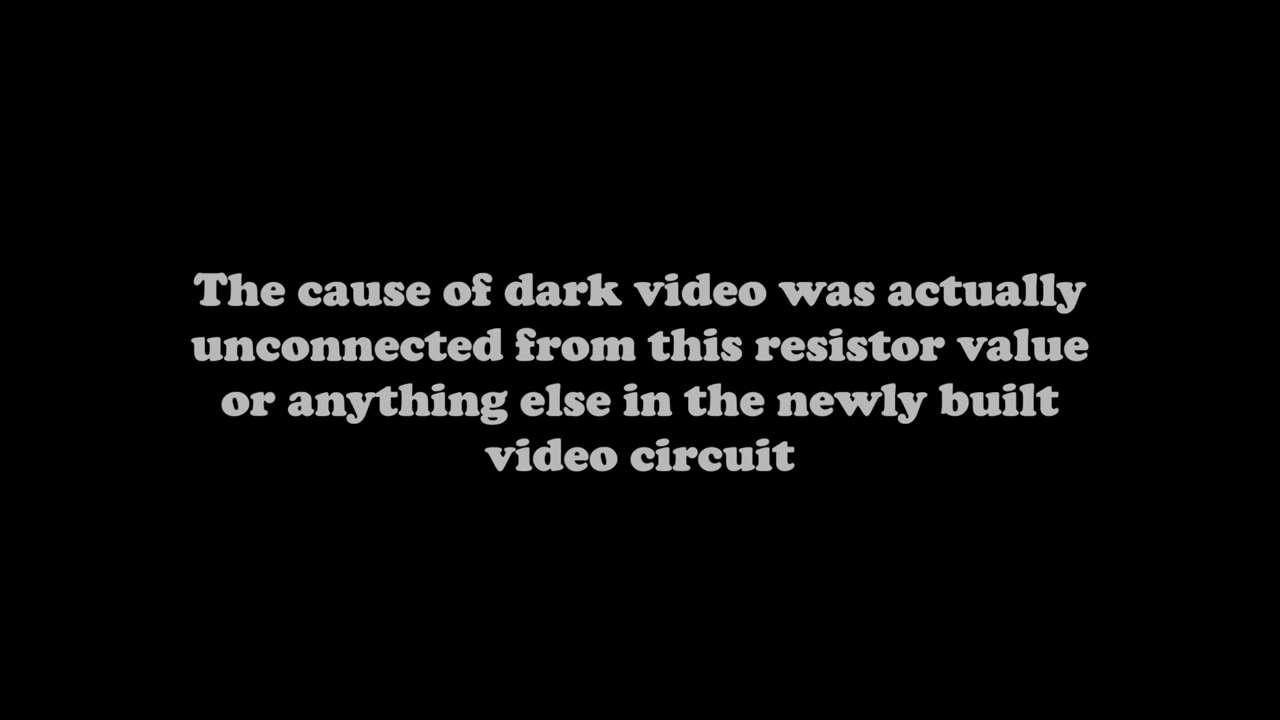 The cause of dark video was actually
unconnected from this resistor value
or anything else in the newly built
video circuit